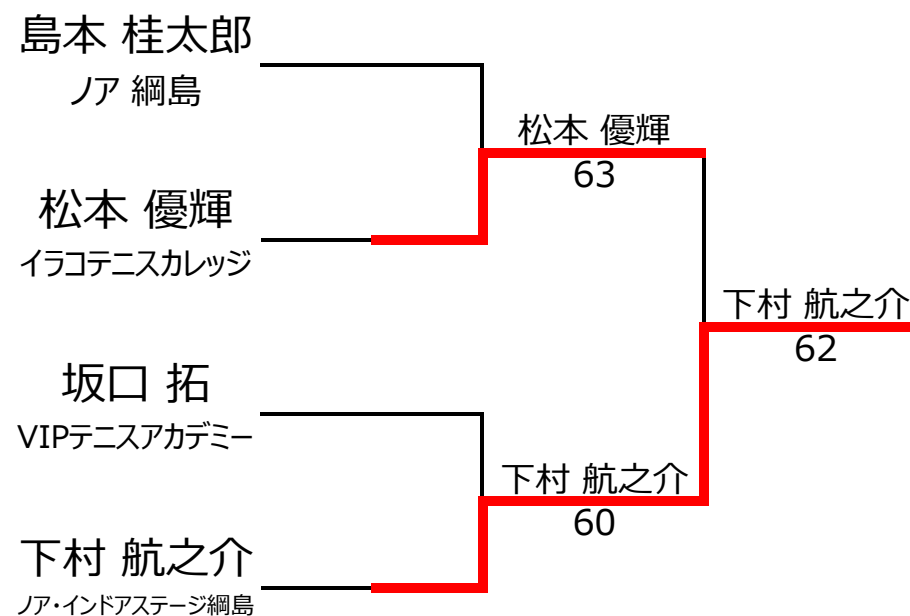 島本 桂太郎
ノア 綱島
松本 優輝
イラコテニスカレッジ
坂口 拓
VIPテニスアカデミー
下村 航之介
ノア・インドアステージ綱島
松本 優輝
63
下村 航之介
60
下村 航之介
62